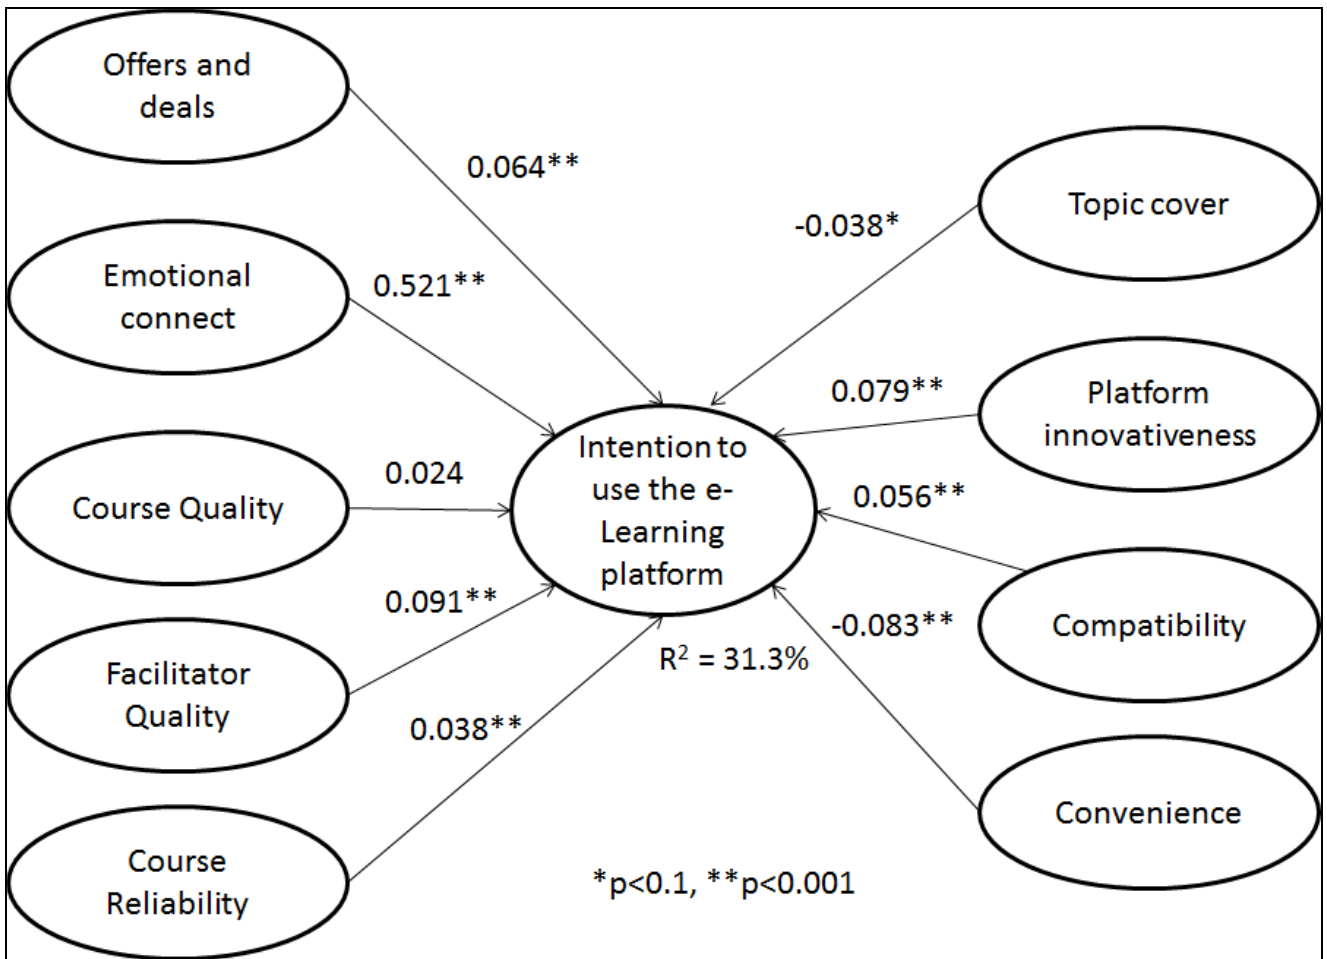 Offers and
deals
0.064**
Emotional
connect
0.521**
Course Quality
0.024
Facilitator
Quality
0.091**
Course
Reliability
0.038**
Intention to
use the e-
Learning
platform
R² = 31.3%
Topic cover
-0.038*
Platform
innovativeness
0.079**
Compatibility
0.056**
Convenience
-0.083**
*p<0.1, **p<0.001